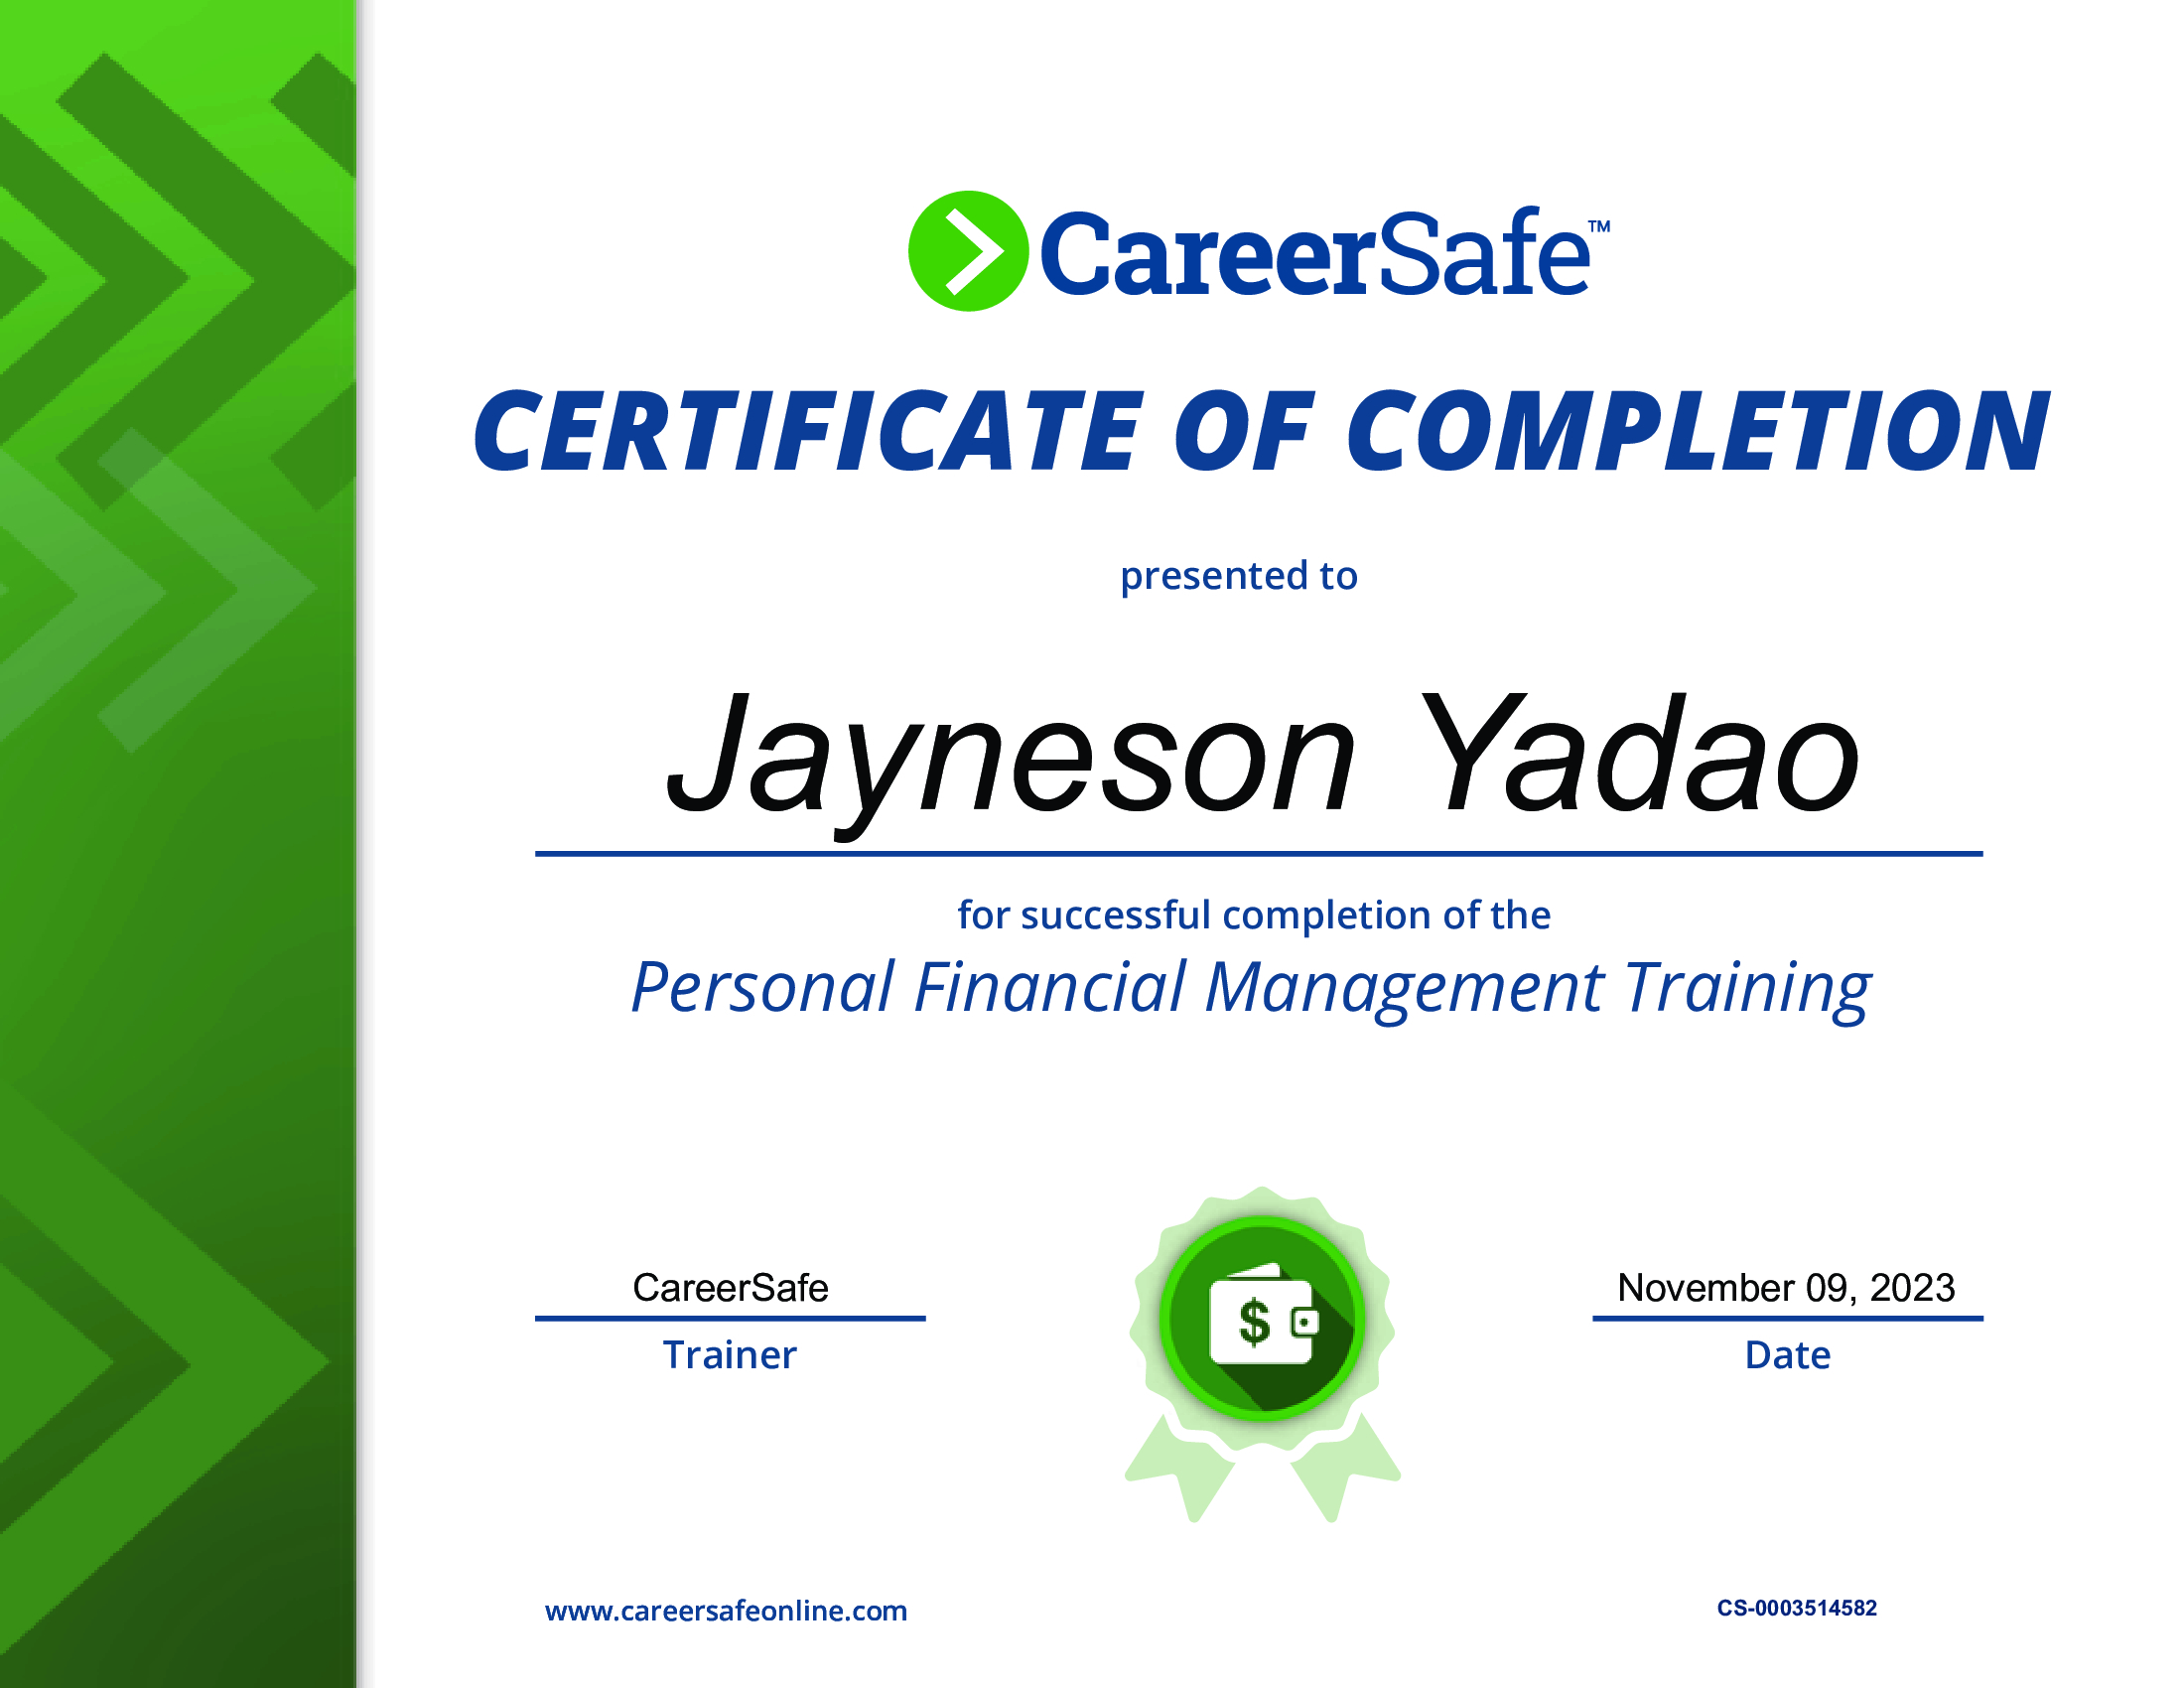 CareerSafe™
CERTIFICATE OF COMPLETION
presented to
Jayneson Yadao
for successful completion of the
Personal Financial Management Training
CareerSafe
Trainer
$
November 09, 2023
Date
www.careersafeonline.com
CS-0003514582